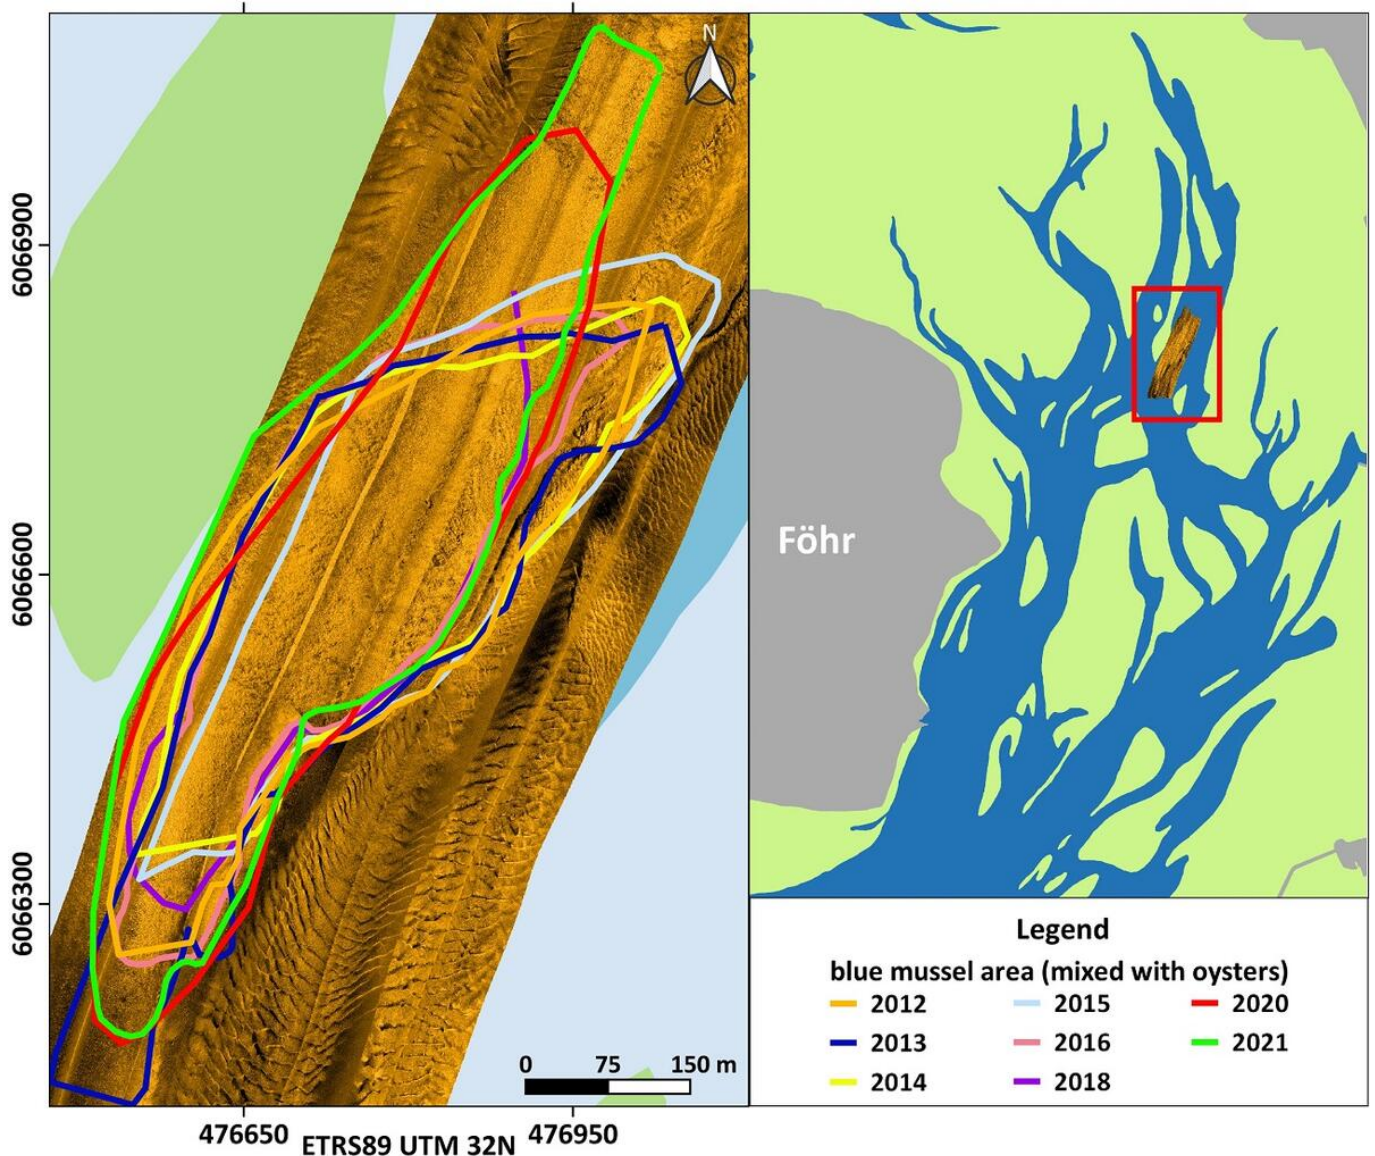 N
6066900
6066600
6066300
0 75 150 m
476650 ETRS89 UTM 32N 476950
Föhr
Legend
blue mussel area (mixed with oysters)
2012 2015 2020
2013 2016 2021
2014 2018